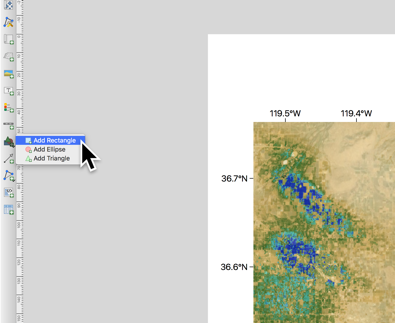 119.5°W 119.4°W
Add Rectangle
Add Ellipse
Add Triangle
36.7°N
36.6°N